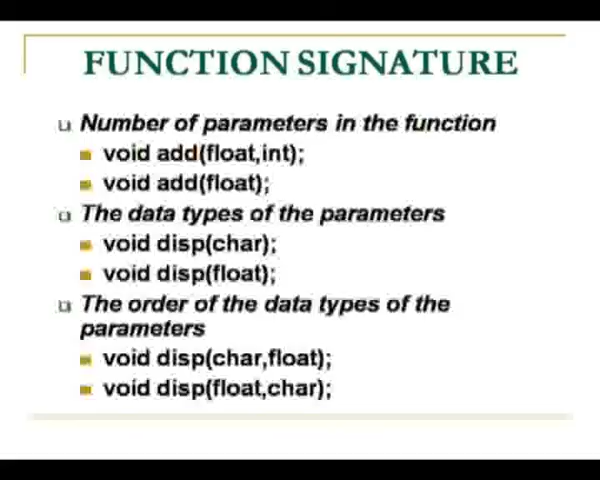 FUNCTION SIGNATURE
Number of parameters in the function
void add(float,int);
void add(float);
The data types of the parameters
void disp(char);
void disp(float);
The order of the data types of the
parameters
void disp(char,float);
void disp(float,char);